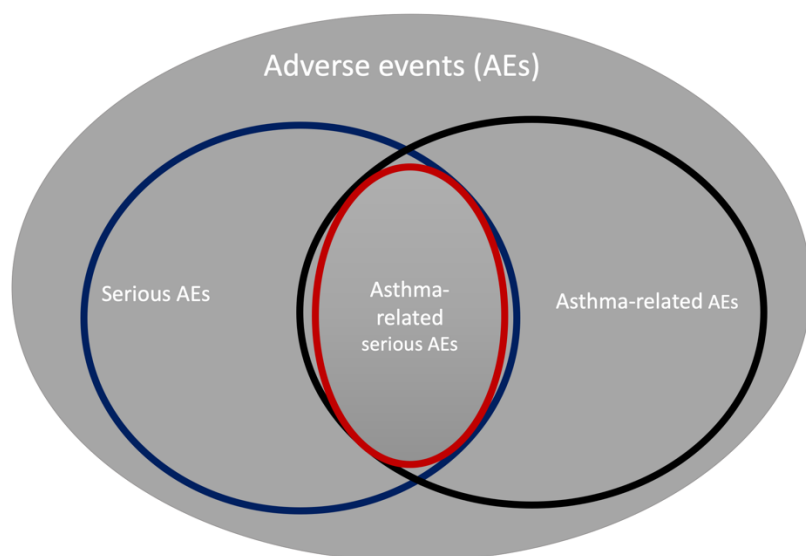 Adverse events (AEs)
Serious AEs
Asthma-
related
serious AEs
Asthma-related AEs